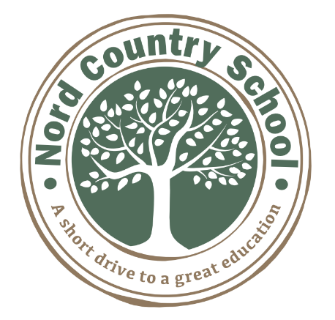 Nord Country School
A short drive to a great education